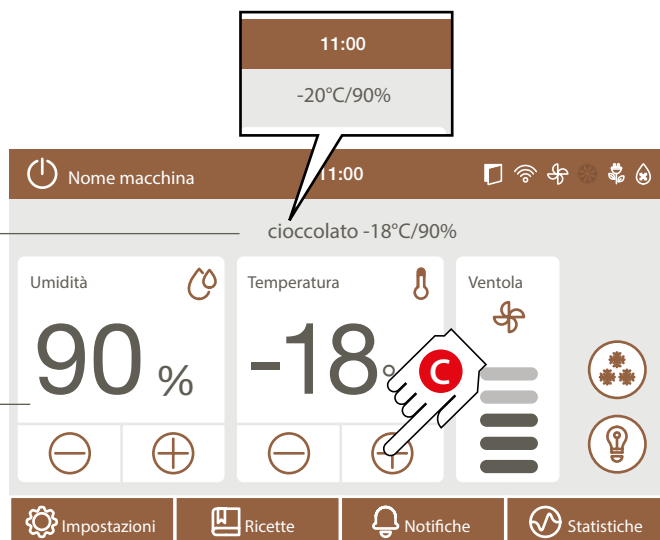 11:00
-20°C/90%
Nome macchina
11:00
cioccolato -18°C/90%
Umidità
Temperatura
Ventola
90 %
-18°
C
Impostazioni
Ricette
Notifiche
Statistiche